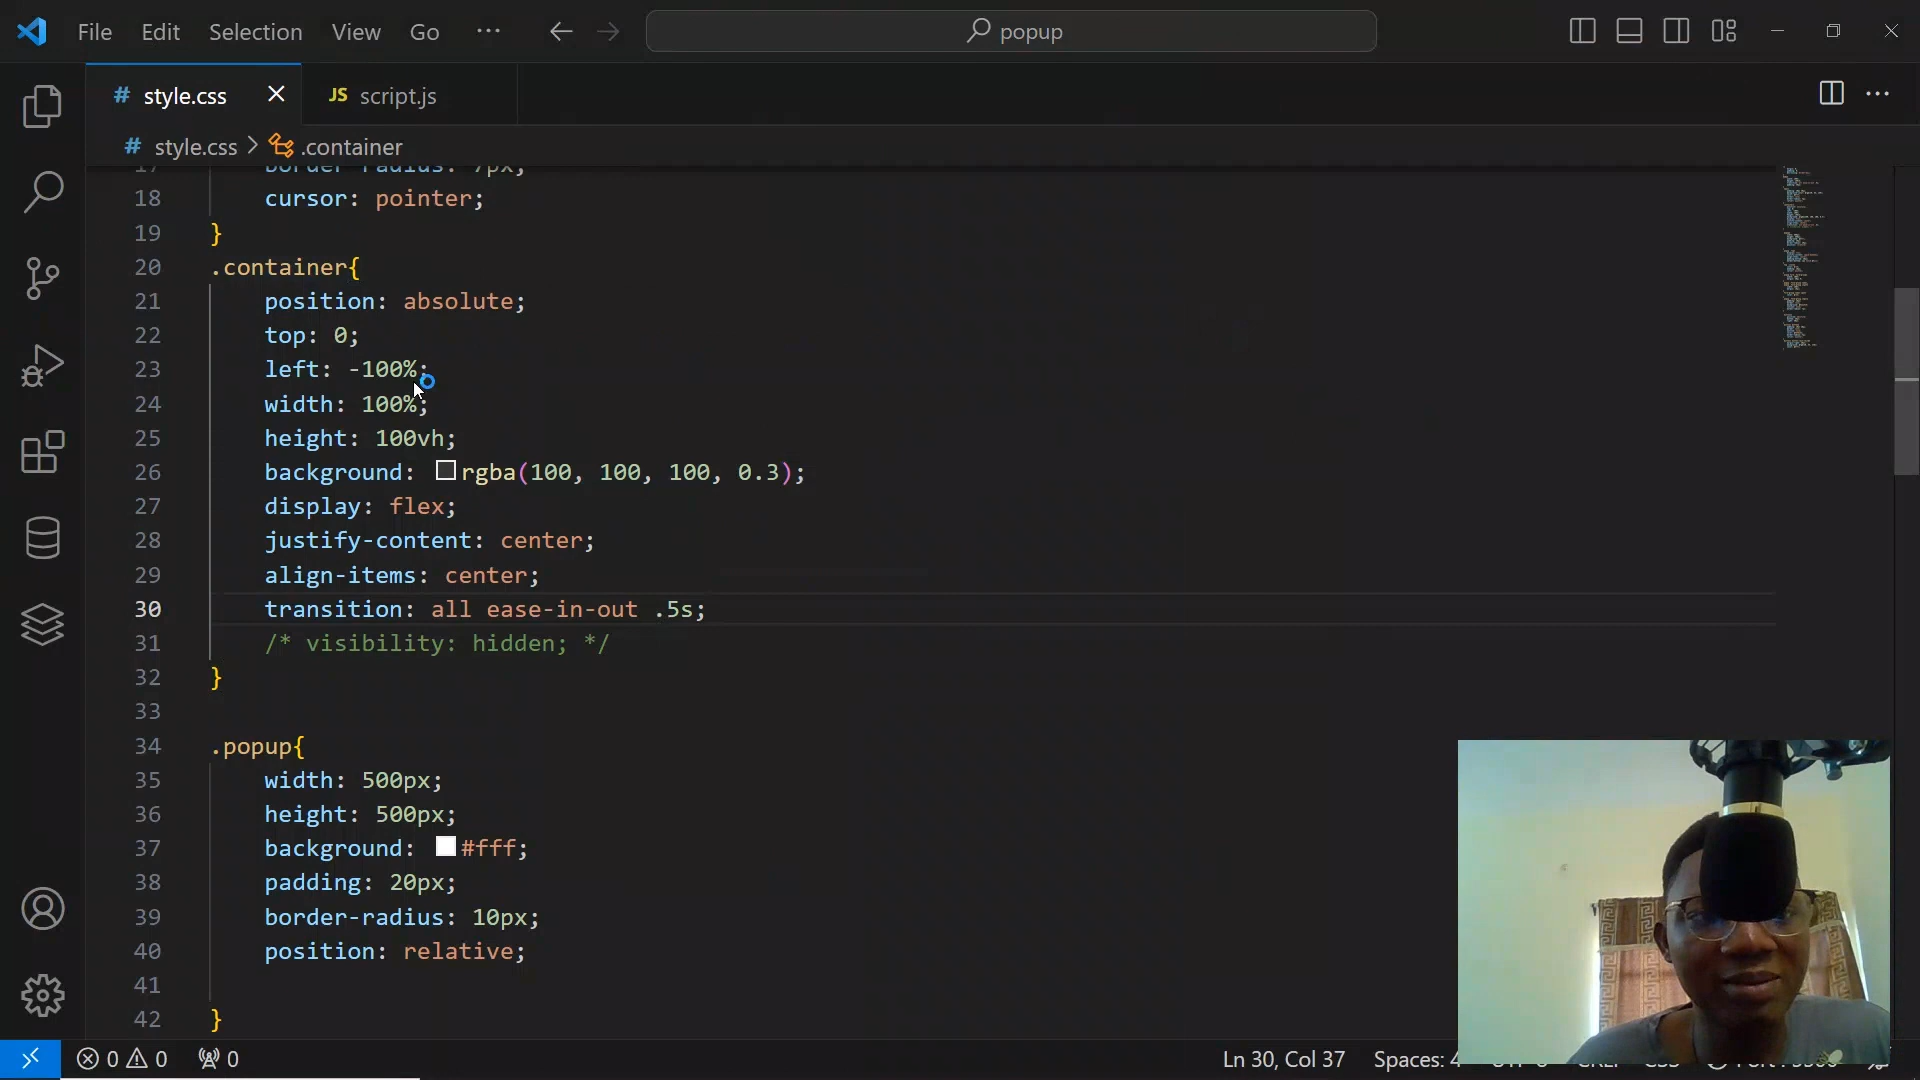 File Edit Selection View Go ··· popup
# style.css JS script.js
# style.css > .container
17 border-radius: 7px;
18 cursor: pointer;
19 }
20 .container{
21 position: absolute;
22 top: 0;
23 left: -100%;
24 width: 100%;
25 height: 100vh;
26 background: rgba(100, 100, 100, 0.3);
27 display: flex;
28 justify-content: center;
29 align-items: center;
30 transition: all ease-in-out .5s;
31 /* visibility: hidden; */
32 }
33
34 .popup{
35 width: 500px;
36 height: 500px;
37 background: #fff;
38 padding: 20px;
39 border-radius: 10px;
40 position: relative;
41
42 }
0 0 0 Ln 30, Col 37 Spaces: 4